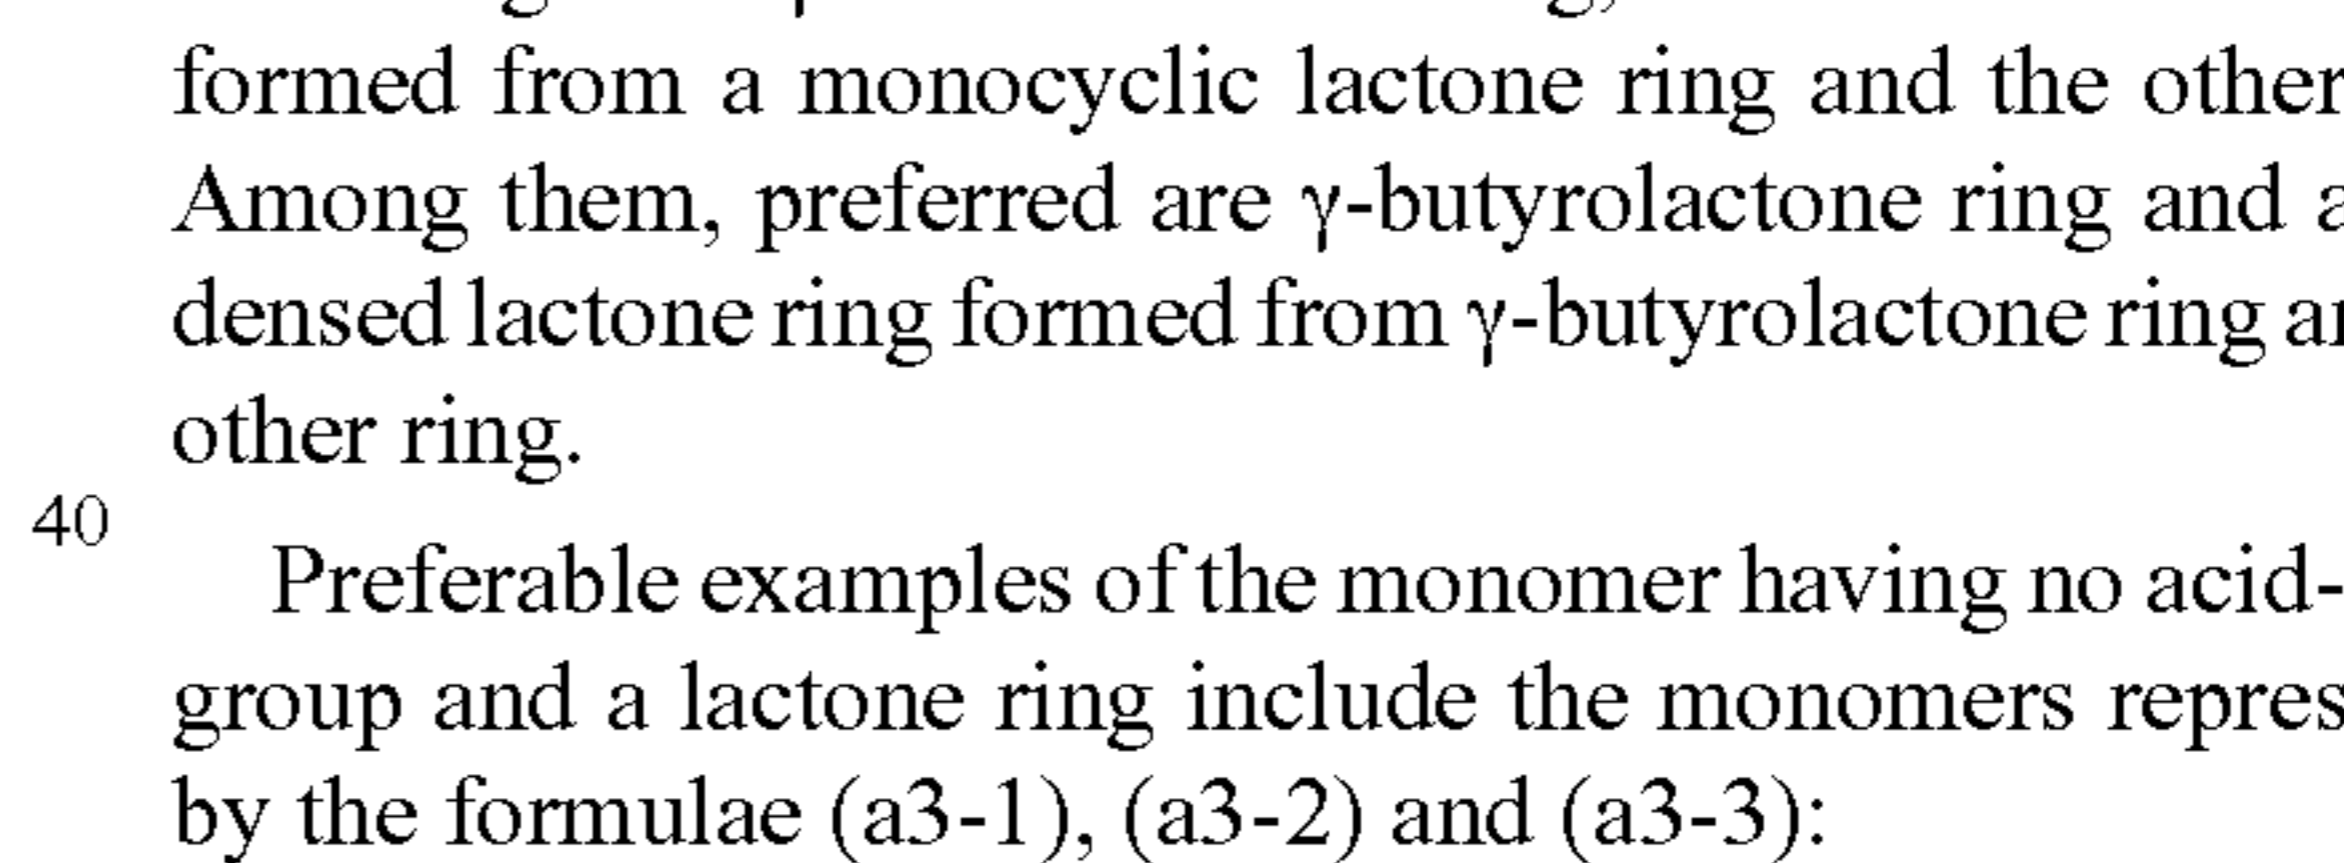 formed from a monocyclic lactone ring and the other
Among them, preferred are γ-butyrolactone ring and a
densed lactone ring formed from γ-butyrolactone ring
other ring.
40
Preferable examples of the monomer having no acid-
group and a lactone ring include the monomers repres
by the formulae (a3-1), (a3-2) and (a3-3):